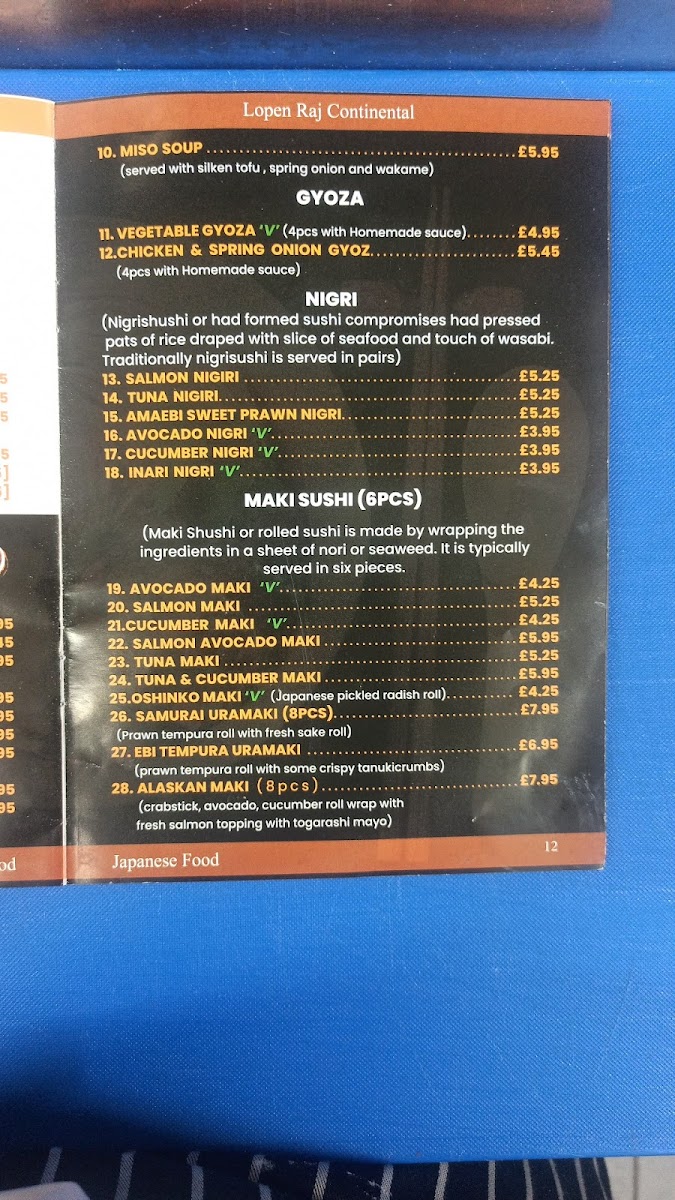 Lopen Raj Continental
10. MISO SOUP ........................................ £5.95
(served with silken tofu , spring onion and wakame)
GYOZA
11. VEGETABLE GYOZA ‘V’ (4pcs with Homemade sauce)........ £4.95
12.CHICKEN & SPRING ONION GYOZ........................ £5.45
(4pcs with Homemade sauce)
NIGRI
(Nigrishushi or had formed sushi compromises had pressed
pats of rice draped with slice of seafood and touch of wasabi.
Traditionally nigrisushi is served in pairs)
13. SALMON NIGIRI ........................................ £5.25
14. TUNA NIGIRI........................................ £5.25
15. AMAEBI SWEET PRAWN NIGRI........................ £5.25
16. AVOCADO NIGRI ‘V’........................................ £3.95
17. CUCUMBER NIGRI ‘V’........................................ £3.95
18. INARI NIGRI ‘V’........................................ £3.95
MAKI SUSHI (6PCS)
(Maki Shushi or rolled sushi is made by wrapping the
ingredients in a sheet of nori or seaweed. It is typically
served in six pieces.
19. AVOCADO MAKI ‘V’........................................ £4.25
20. SALMON MAKI ........................................ £5.25
21.CUCUMBER MAKI ‘V’........................................ £4.25
22. SALMON AVOCADO MAKI ........................ £5.95
23. TUNA MAKI ........................................ £5.25
24. TUNA & CUCUMBER MAKI ........................ £5.95
25.OSHINKO MAKI ‘V’ (Japanese pickled radish roll).......... £4.25
26. SAMURAI URAMAKI (8PCS)........................ £7.95
(Prawn tempura roll with fresh sake roll)
27. EBI TEMPURA URAMAKI ........................ £6.95
(prawn tempura roll with some crispy tanukicrumbs)
28. ALASKAN MAKI (8pcs)........................ £7.95
(crabstick, avocado, cucumber roll wrap with
fresh salmon topping with togarashi mayo)
Japanese Food
12